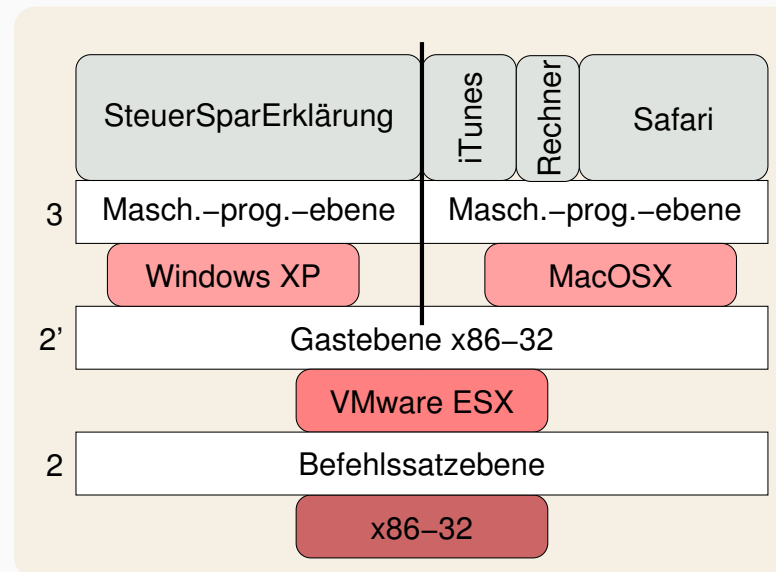 SteuerSparErklärung
iTunes
Rechner
Safari
3
Masch.−prog.−ebene
Masch.−prog.−ebene
Windows XP
MacOSX
2’
Gastebene x86−32
VMware ESX
2
Befehlssatzebene
x86−32